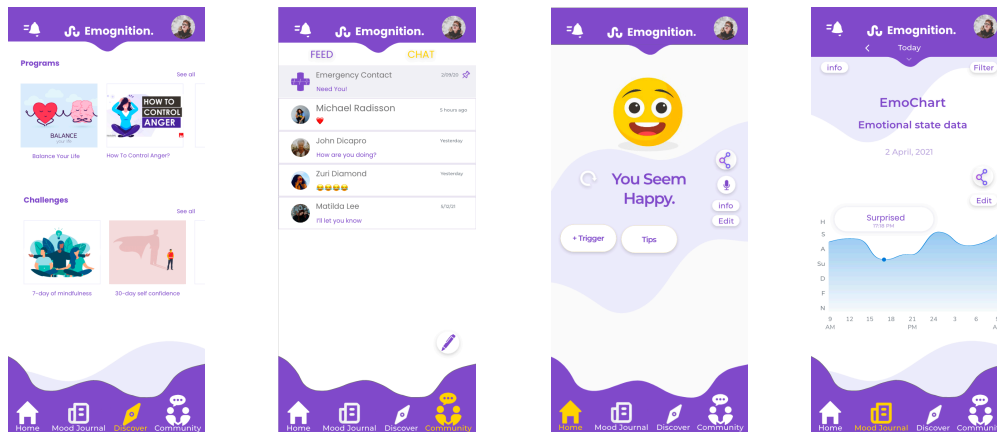 Emognition.
Programs
See all
HOW TO
CONTROL
ANGER
BALANCE
your life
Balance Your Life
How To Control Anger?
Challenges
See all
7-day of mindfulness
30-day self confidence
Home
Mood Journal
Discover
Community
Emognition.
FEED
CHAT
Emergency Contact
2/09/20
Need You!
Michael Radisson
5 hours ago
John Dicapro
Yesterday
How are you doing?
Zuri Diamond
Yesterday
Matilda Lee
I'll let you know
Home
Mood Journal
Discover
Community
Emognition.
You Seem
Happy.
info
Edit
+ Trigger
Tips
Home
Mood Journal
Discover
Community
Emognition.
Today
info
Filter
EmoChart
Emotional state data
2 April, 2021
Edit
Surprised
17:18 PM
H
S
A
Su
D
F
N
9 12 15 18 21 24 3 6
AM PM
Home
Mood Journal
Discover